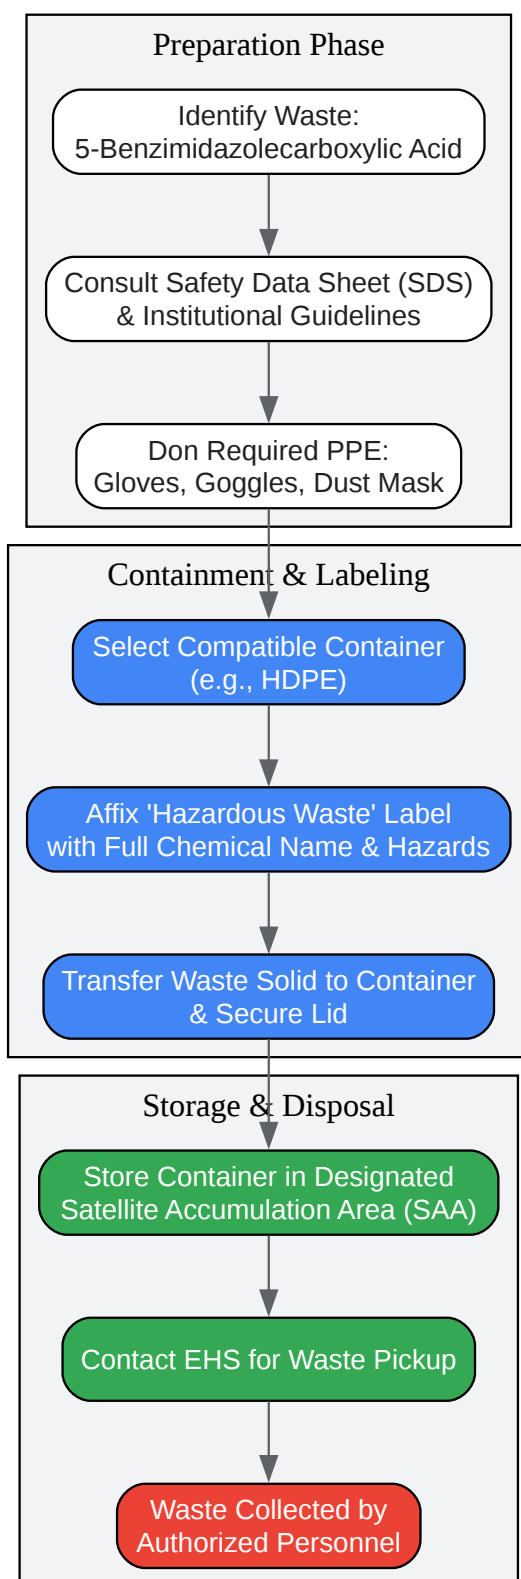 Preparation Phase
Identify Waste:
5-Benzimidazolecarboxylic Acid
Consult Safety Data Sheet (SDS)
& Institutional Guidelines
Don Required PPE:
Gloves, Goggles, Dust Mask
Containment & Labeling
Select Compatible Container
(e.g., HDPE)
Affix 'Hazardous Waste' Label
with Full Chemical Name & Hazards
Transfer Waste Solid to Container
& Secure Lid
Storage & Disposal
Store Container in Designated
Satellite Accumulation Area (SAA)
Contact EHS for Waste Pickup
Waste Collected by
Authorized Personnel